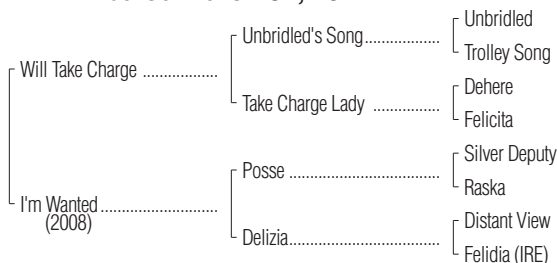 Unbridled
Unbridled's Song
Trolley Song
Will Take Charge
Dehere
Take Charge Lady
Felicita
Silver Deputy
Posse
Raska
I'm Wanted
(2008)
Distant View
Delizia
Felidia (IRE)